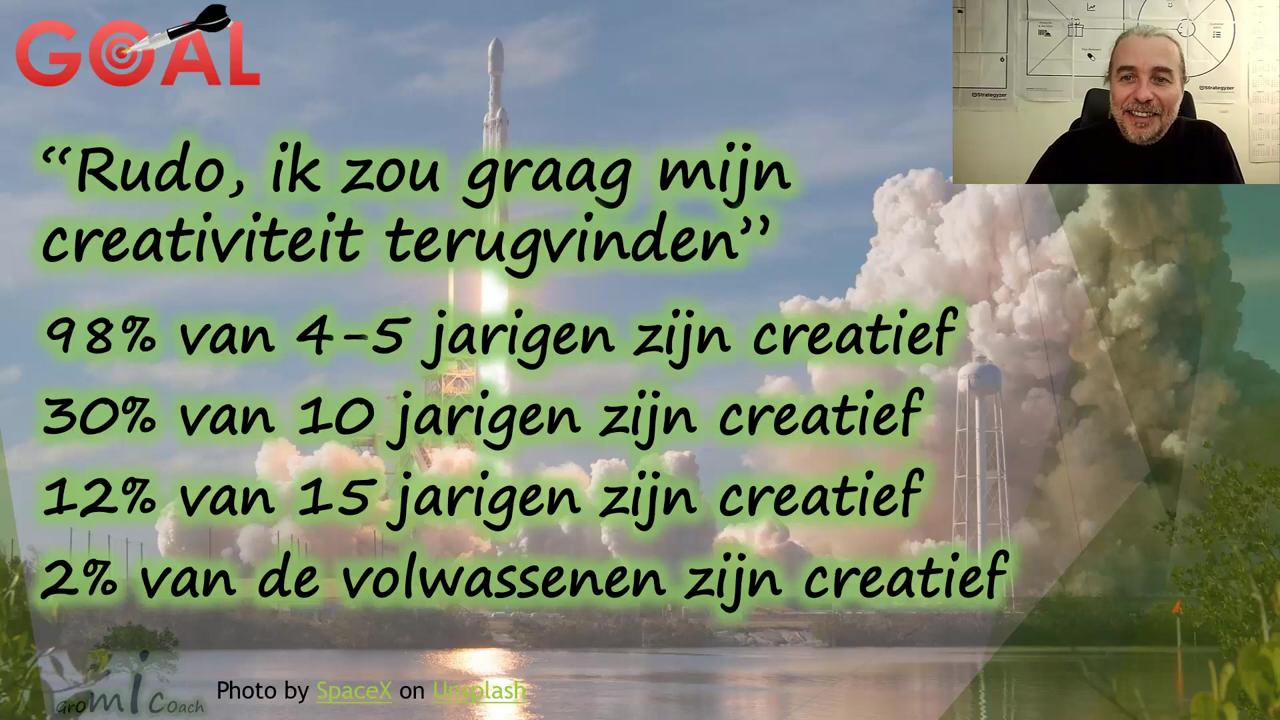 GOAL
“Rudo, ik zou graag mijn
creativiteit terugvinden”
98% van 4-5 jarigen zijn creatief
30% van 10 jarigen zijn creatief
12% van 15 jarigen zijn creatief
2% van de volwassenen zijn creatief
Photo by SpaceX on Unsplash
GromiCoach
Strategyzer
Strategyzer